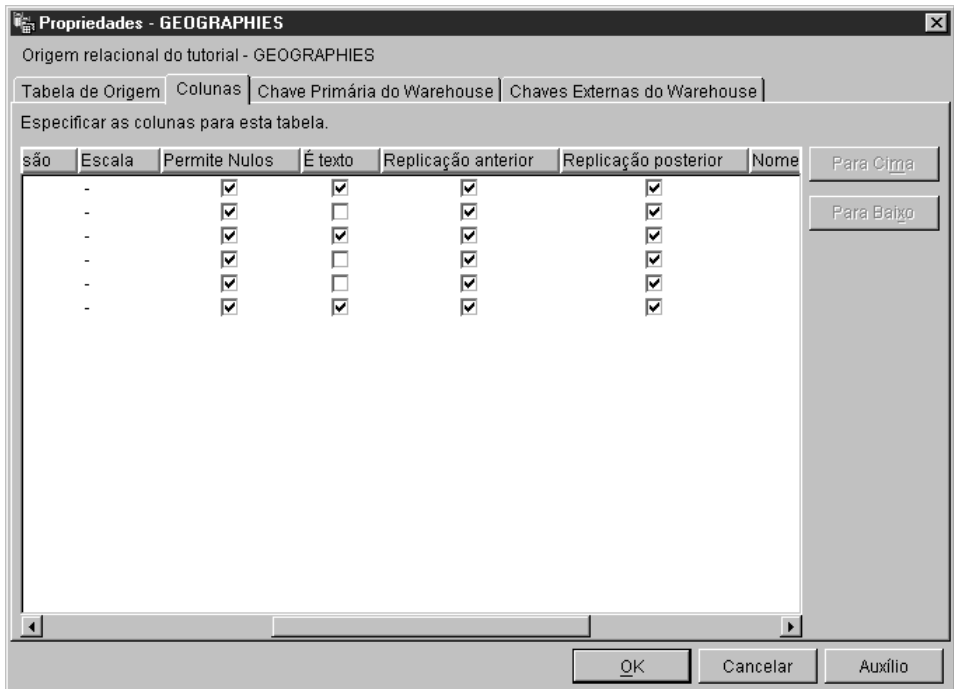 Propriedades - GEOGRAPHIES
Origem relacional do tutorial - GEOGRAPHIES
Tabela de Origem Colunas Chave Primária do Warehouse Chaves Externas do Warehouse
Especificar as colunas para esta tabela.
são Escala Permite Nulos É texto Replicação anterior Replicação posterior Nome
-
-
-
-
-
-
Para Cima
Para Baixo
OK Cancelar Auxílio